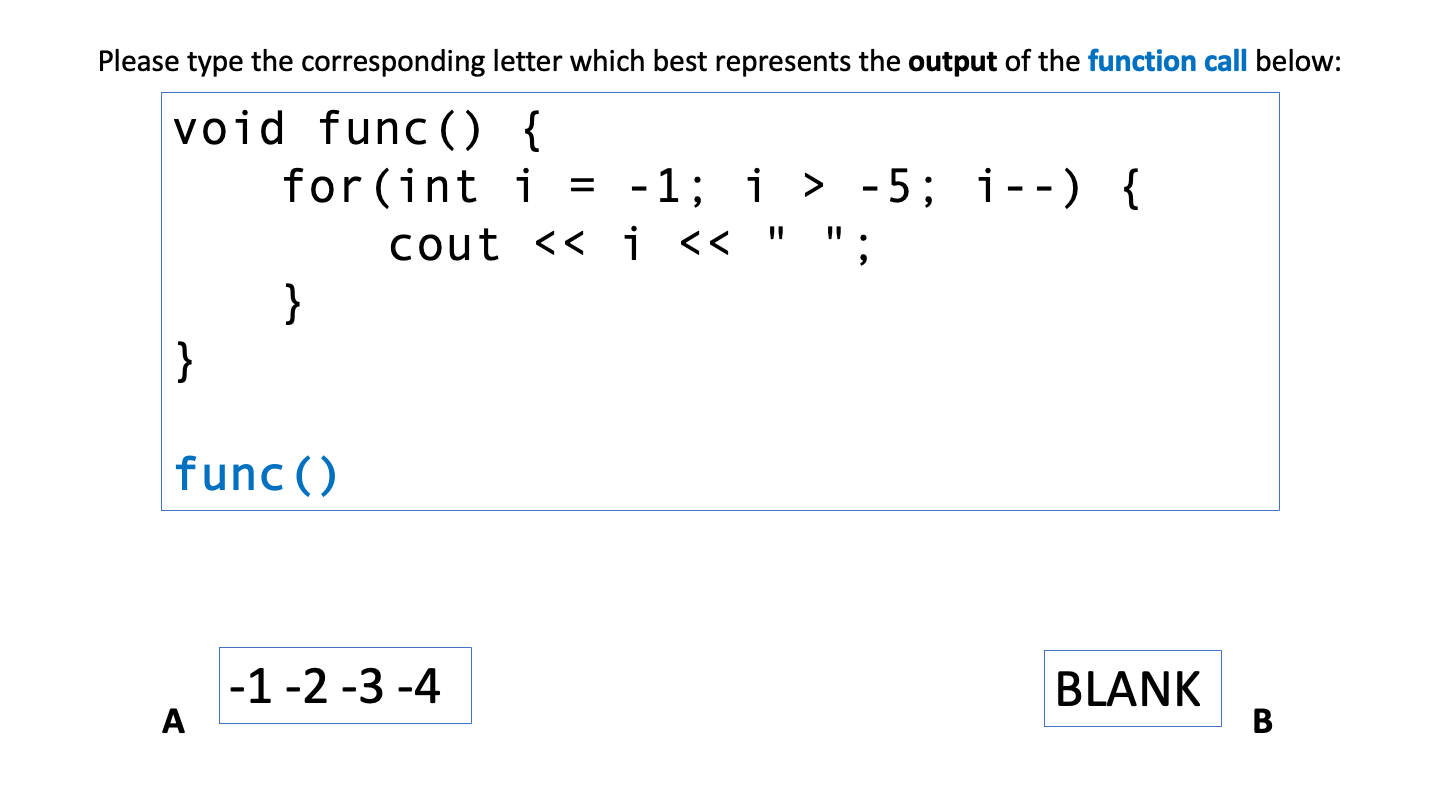 Please type the corresponding letter which best represents the output of the function call below:
void func() {
    for(int i = -1; i > -5; i--) {
        cout << i << " ";
    }
}
func()
-1 -2 -3 -4
A
BLANK
B